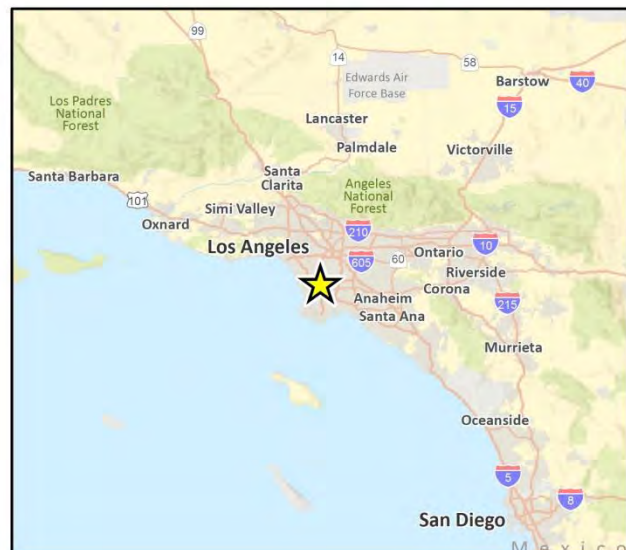 99
14
58
Edwards Air
Force Base
Barstow
40
15
Los Padres
National
Forest
Lancaster
Palmdale
Victorville
Santa Barbara
Santa
Clarita
Angeles
National
Forest
101
Simi Valley
Oxnard
210
Los Angeles
605
60
Ontario
10
Riverside
Corona
Anaheim
215
Santa Ana
Murrieta
Oceanside
5
8
San Diego
Mexico